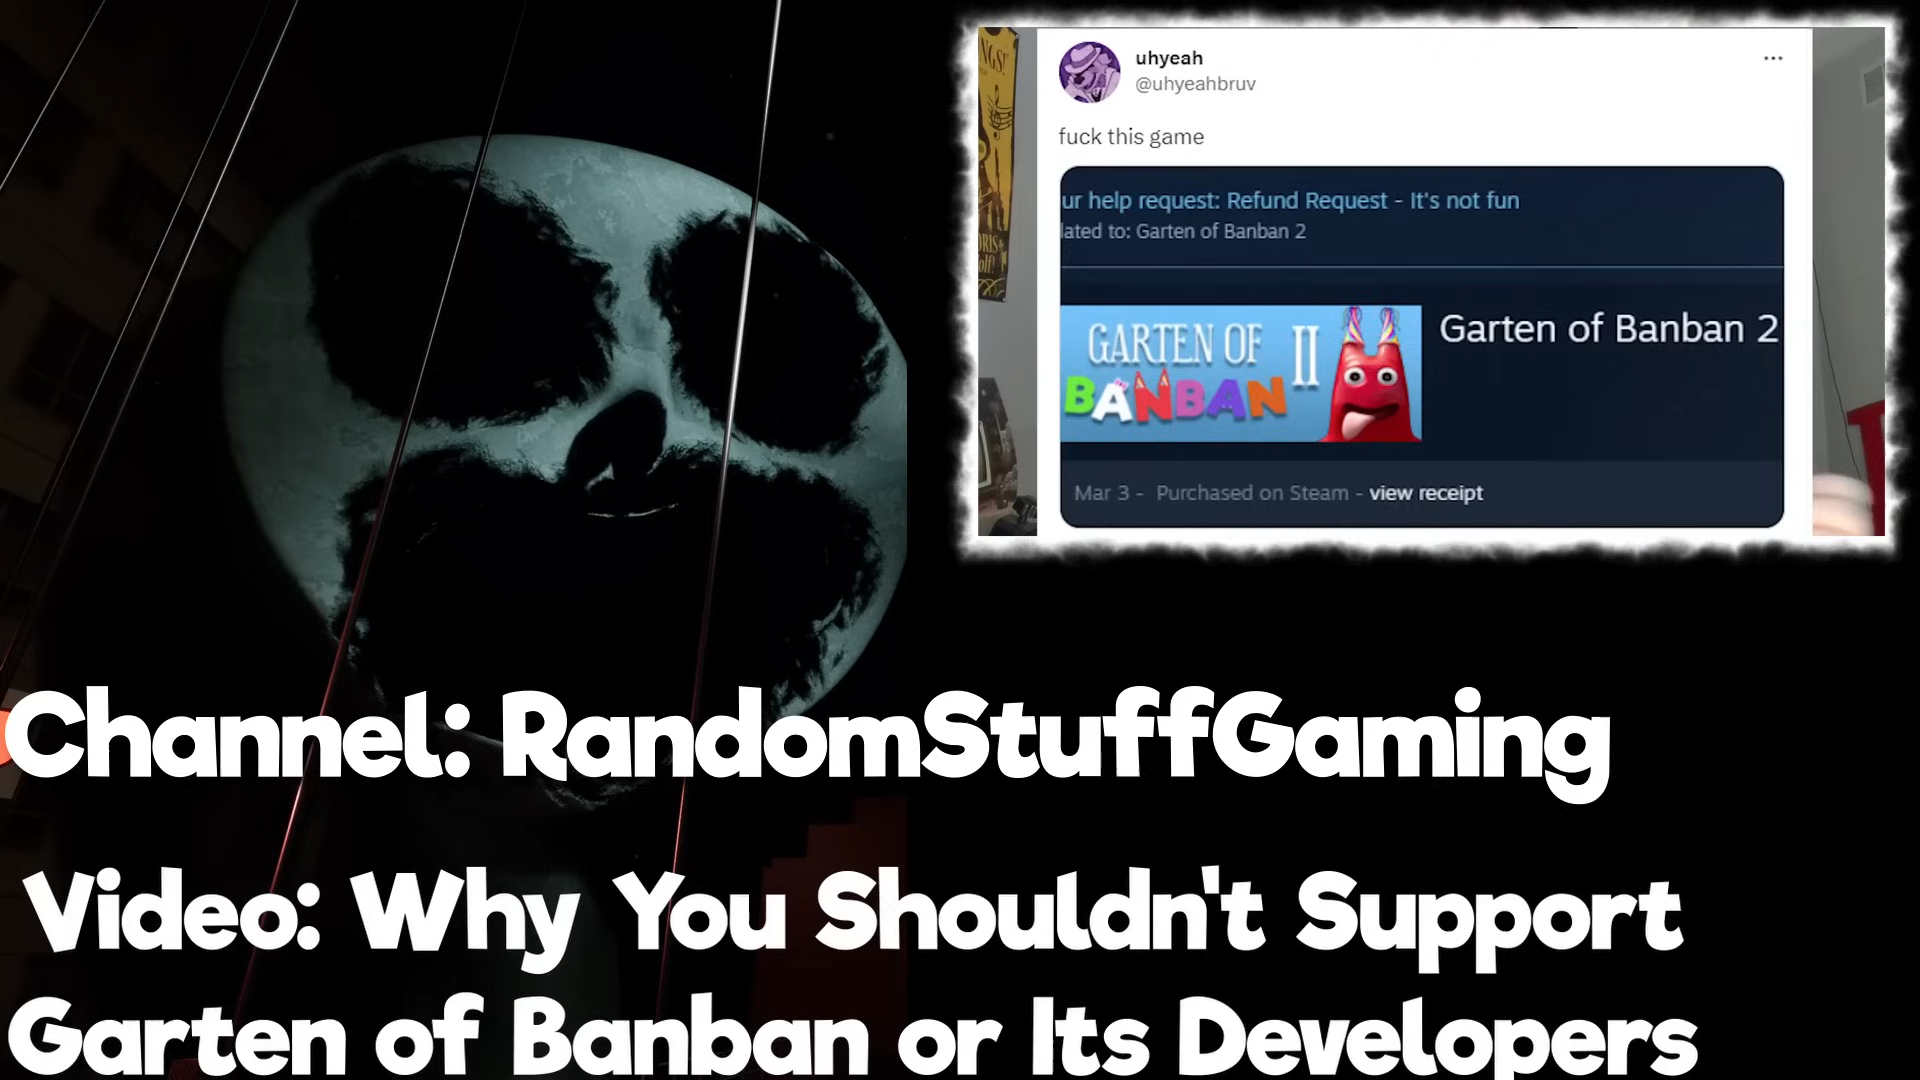 NGS!
uhyeah
@uhyeahbruv
fuck this game
ur help request: Refund Request - It's not fun
lated to: Garten of Banban 2
GARTEN OF II
BANBAN
Garten of Banban 2
Mar 3 - Purchased on Steam - view receipt
Channel: RandomStuffGaming
Video: Why You Shouldn't Support
Garten of Banban or Its Developers